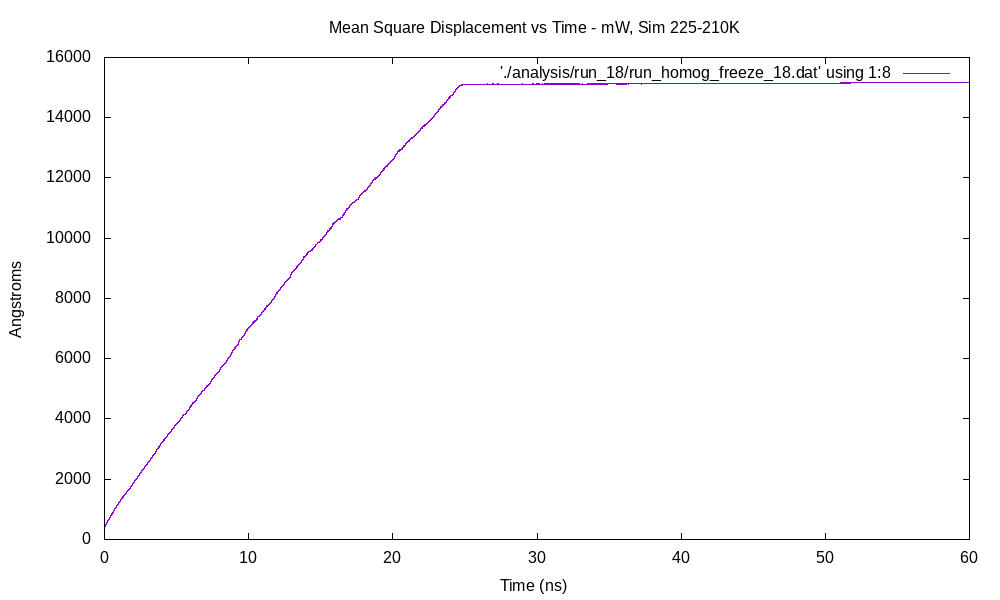 Mean Square Displacement vs Time - mW, Sim 225-210K
'./analysis/run_18/run_homog_freeze_18.dat' using 1:8
16000
14000
12000
10000
8000
6000
4000
2000
0
Angstroms
0 10 20 30 40 50 60
Time (ns)